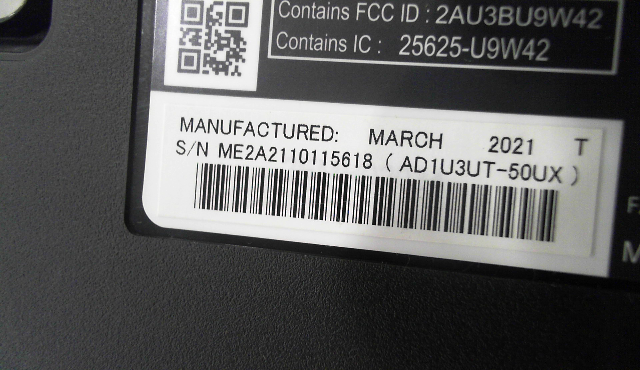 Contains FCC ID : 2AU3BU9W42
Contains IC : 25625-U9W42
MANUFACTURED: MARCH 2021 T
S/N ME2A2110115618 ( AD1U3UT-50UX )